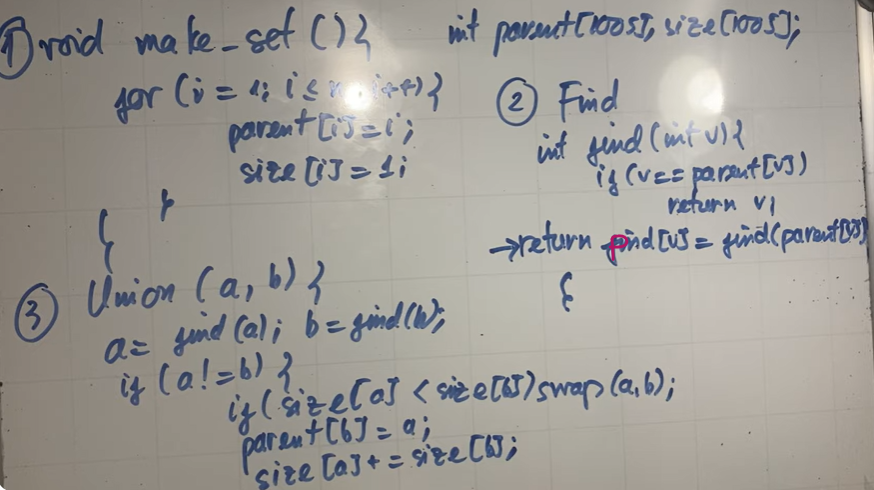 ① void make_set () {
int parent[1005], size[1005];
for (i = 1; i ≤ n; i++) {
parent[i] = i;
size[i] = 1;
}
}
② Find
int find (int v) {
if (v == parent[v])
return v;
→ return find[v] = find(parent[v])
}
③ Union (a, b) {
a = find (a); b = find(b);
if (a != b) {
if (size[a] < size[b]) swap(a,b);
parent[b] = a;
size[a] += size[b];